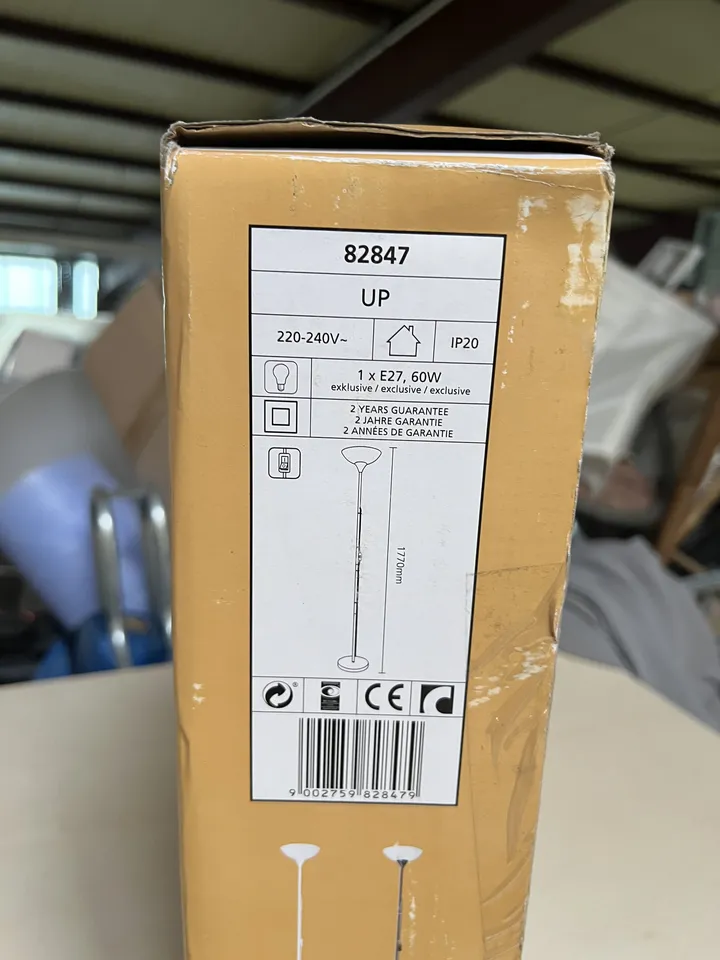 82847
UP
220-240V~
IP20
1 x E27, 60W
exklusive / exclusive / exclusive
2 YEARS GUARANTEE
2 JAHRE GARANTIE
2 ANNÉES DE GARANTIE
1770mm
®
CE
9 002759 828479